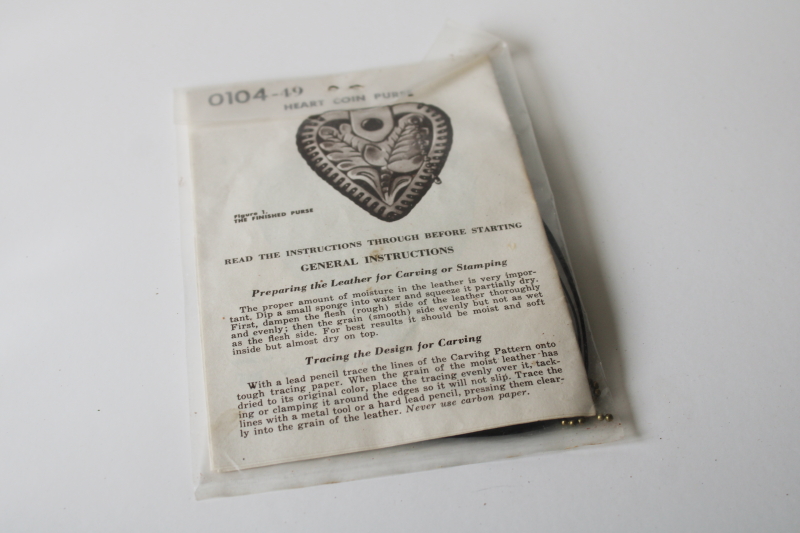 0104-49
HEART COIN PURSE
Figure 1.
THE FINISHED PURSE
READ THE INSTRUCTIONS THROUGH BEFORE STARTING
GENERAL INSTRUCTIONS
Preparing the Leather for Carving or Stamping
The proper amount of moisture in the leather is very impor-
tant. Dip a small sponge into water and squeeze it partially dry.
First, dampen the flesh (rough) side of the leather thoroughly
and evenly; then the grain (smooth) side evenly but not as wet
as the flesh side. For best results it should be moist and soft
inside but almost dry on top.
Tracing the Design for Carving
With a lead pencil trace the lines of the Carving Pattern onto
tough tracing paper. When the grain of the moist leather has
dried to its original color, place the tracing evenly over it, tack-
ing or clamping it around the edges so it will not slip. Trace the
lines with a metal tool or a hard lead pencil, pressing them clear-
ly into the grain of the leather. Never use carbon paper.